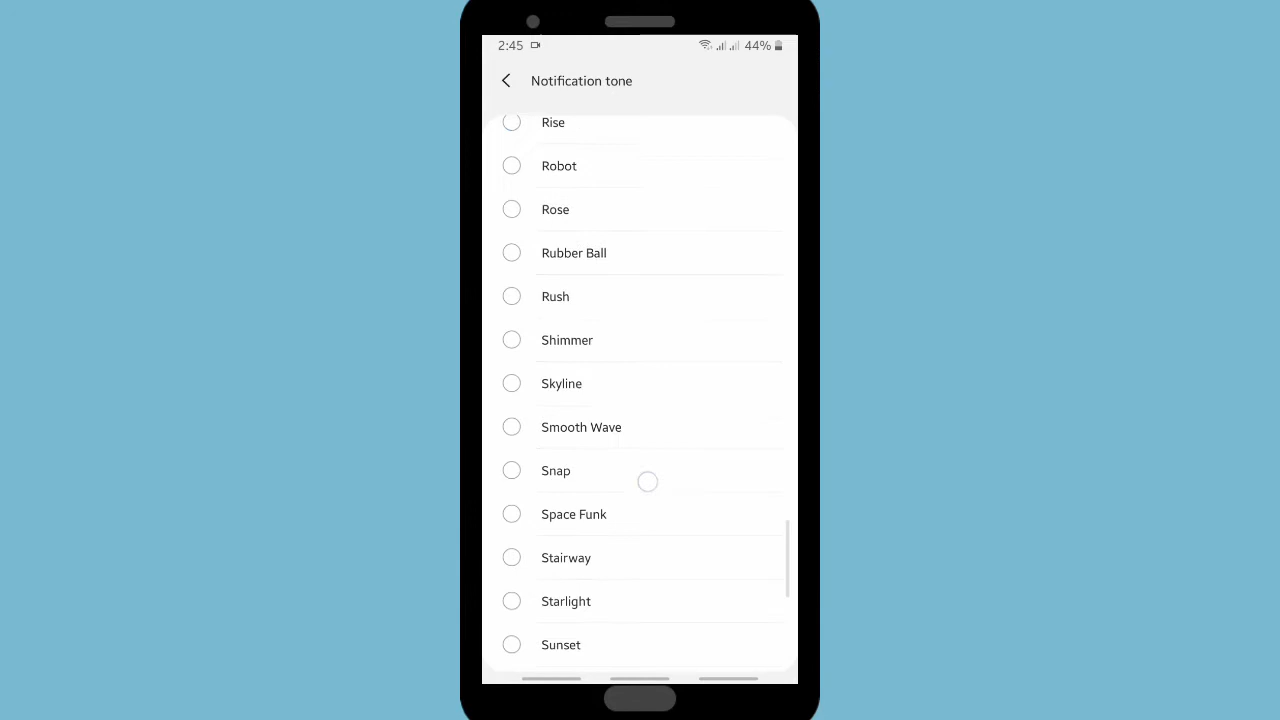 2:45 44%
Notification tone
Rise
Robot
Rose
Rubber Ball
Rush
Shimmer
Skyline
Smooth Wave
Snap
Space Funk
Stairway
Starlight
Sunset